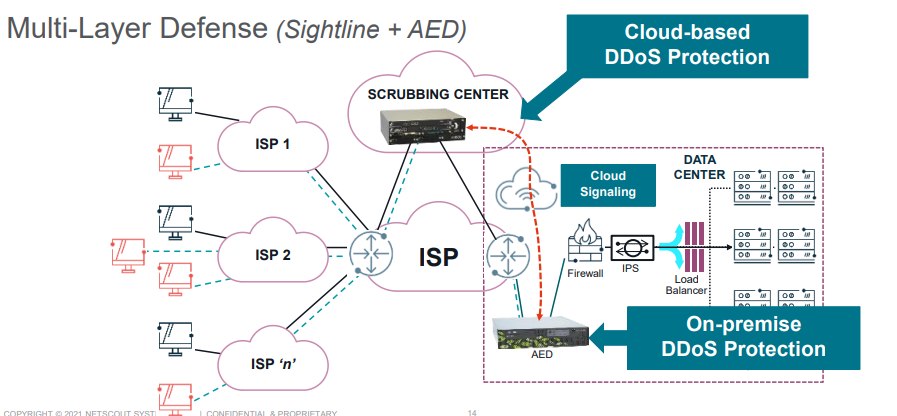 Multi-Layer Defense (Sightline + AED)
Cloud-based
DDoS Protection
SCRUBBING CENTER
ISP 1
ISP 2
ISP ‘n’
ISP
Cloud
Signaling
DATA
CENTER
Firewall
IPS
Load
Balancer
AED
On-premise
DDoS Protection
COPYRIGHT © 2021 NETSCOUT SYST
CONFIDENTIAL & PROPRIETARY
14